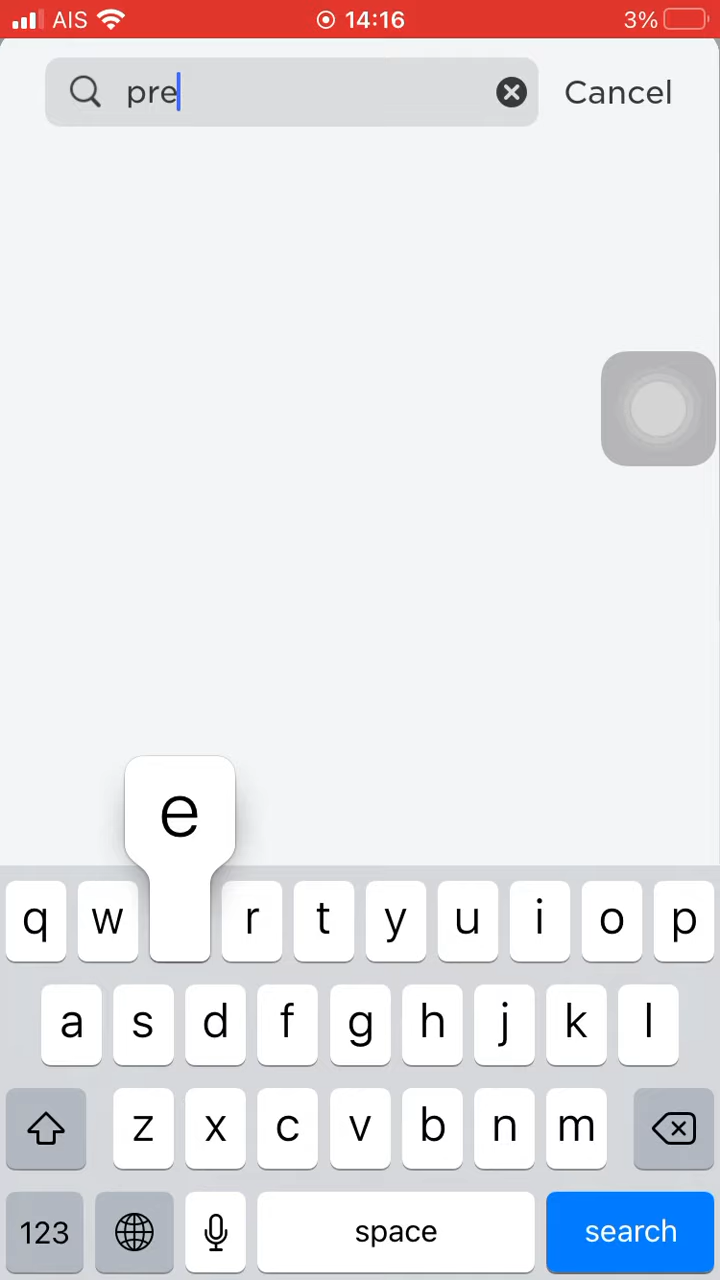 AIS 14:16 3%
pre Cancel
e
q w r t y u i o p
a s d f g h j k l
z x c v b n m
123 space search